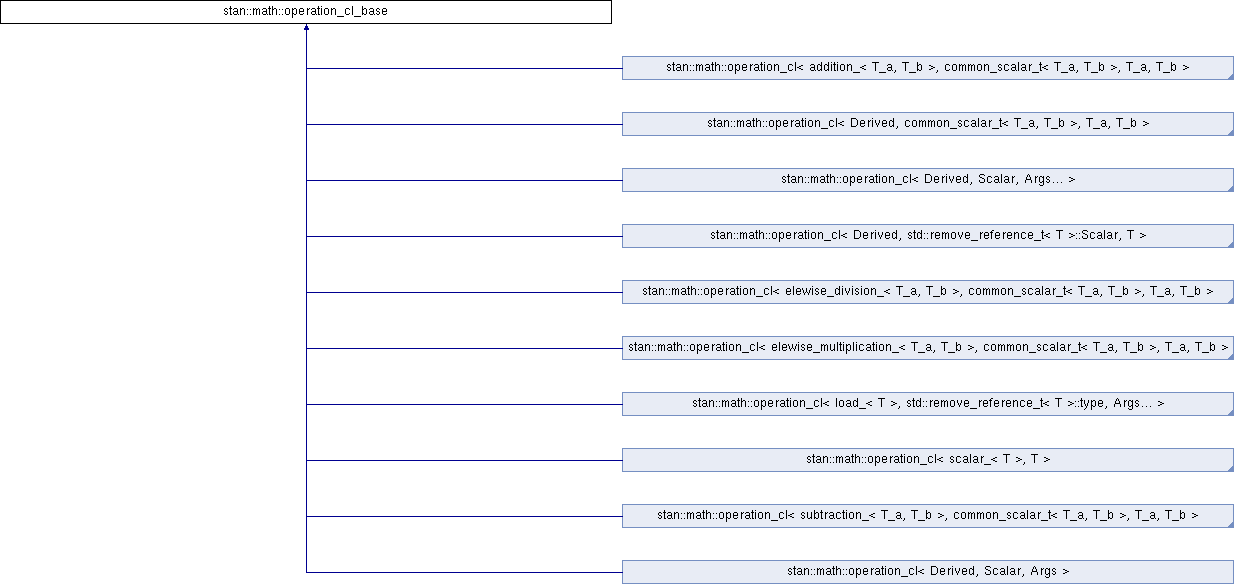 stan::math::operation_cl_base
stan::math::operation_cl< addition_< T_a, T_b >, common_scalar_t< T_a, T_b >, T_a, T_b >
stan::math::operation_cl< Derived, common_scalar_t< T_a, T_b >, T_a, T_b >
stan::math::operation_cl< Derived, Scalar, Args... >
stan::math::operation_cl< Derived, std::remove_reference_t< T >::Scalar, T >
stan::math::operation_cl< elewise_division_< T_a, T_b >, common_scalar_t< T_a, T_b >, T_a, T_b >
stan::math::operation_cl< elewise_multiplication_< T_a, T_b >, common_scalar_t< T_a, T_b >, T_a, T_b >
stan::math::operation_cl< load_< T >, std::remove_reference_t< T >::type, Args... >
stan::math::operation_cl< scalar_< T >, T >
stan::math::operation_cl< subtraction_< T_a, T_b >, common_scalar_t< T_a, T_b >, T_a, T_b >
stan::math::operation_cl< Derived, Scalar, Args >